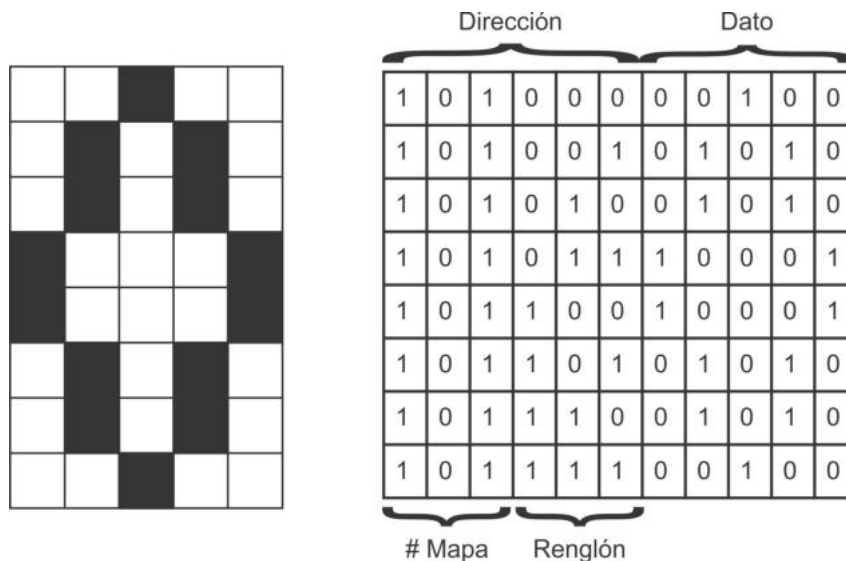 Dirección Dato
1 0 1 0 0 0 0 0 1 0 0
1 0 1 0 0 1 0 1 0 1 0
1 0 1 0 1 0 0 1 0 1 0
1 0 1 0 1 1 1 0 0 0 1
1 0 1 1 0 0 1 0 0 0 1
1 0 1 1 0 1 0 1 0 1 0
1 0 1 1 1 0 0 1 0 1 0
1 0 1 1 1 1 0 0 1 0 0
# Mapa Renglón